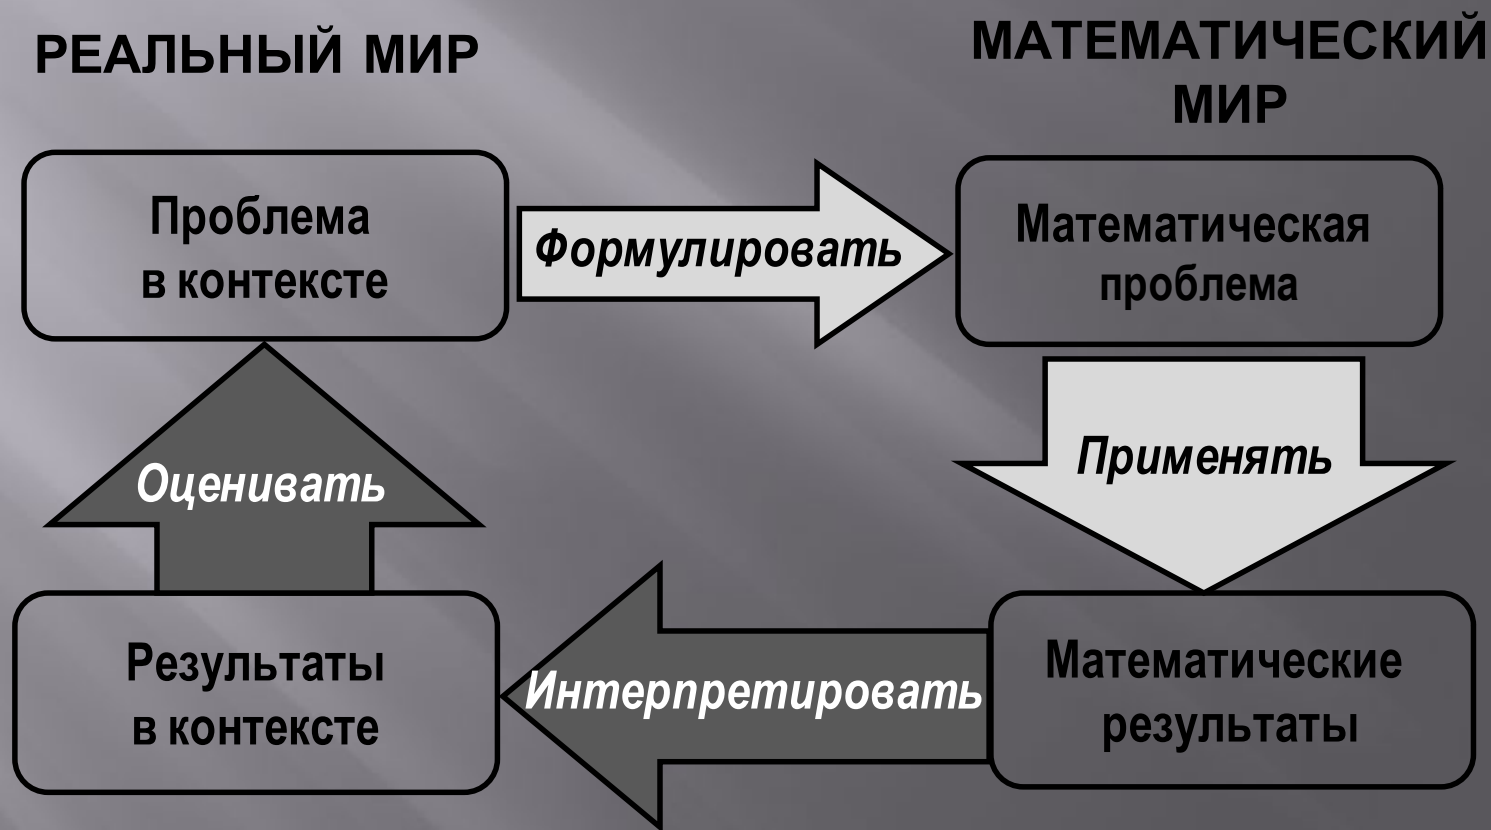 РЕАЛЬНЫЙ МИР
МАТЕМАТИЧЕСКИЙ
МИР
Проблема
в контексте
Формулировать
Математическая
проблема
Оценивать
Применять
Результаты
в контексте
Интерпретировать
Математические
результаты